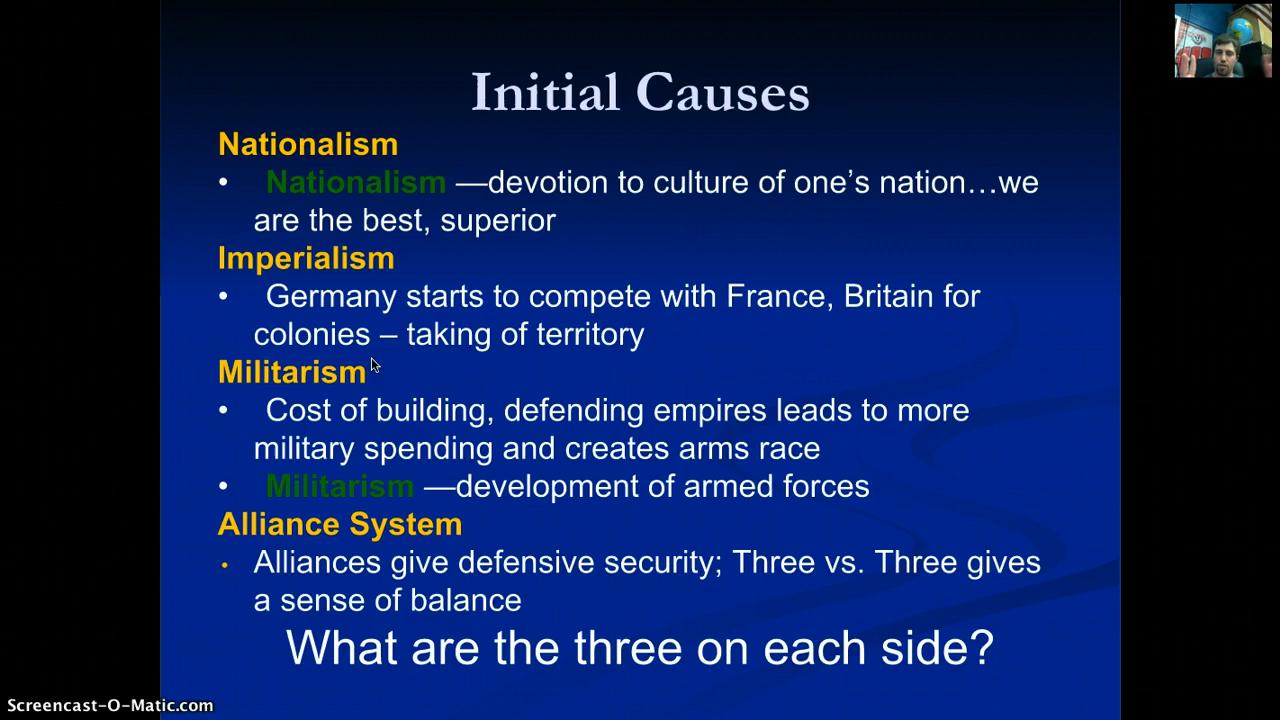 Initial Causes
Nationalism
• Nationalism —devotion to culture of one’s nation…we
are the best, superior
Imperialism
• Germany starts to compete with France, Britain for
colonies – taking of territory
Militarism
• Cost of building, defending empires leads to more
military spending and creates arms race
• Militarism —development of armed forces
Alliance System
• Alliances give defensive security; Three vs. Three gives
a sense of balance
What are the three on each side?
Screencast-O-Matic.com